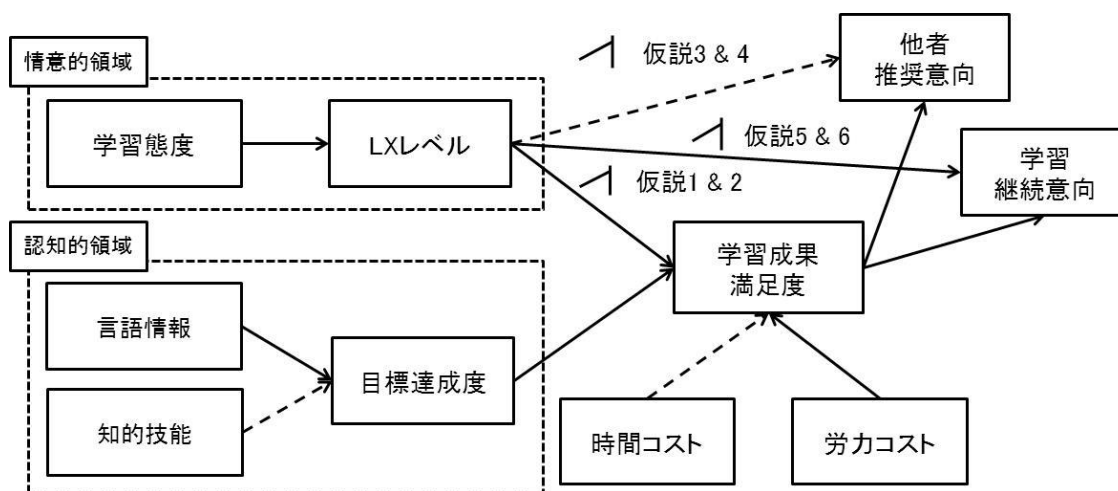 情意的領域
学習態度
LXレベル
仮説3 & 4
他者
推奨意向
仮説5 & 6
学習
継続意向
仮説1 & 2
認知的領域
言語情報
知的技能
目標達成度
学習成果
満足度
時間コスト
労力コスト